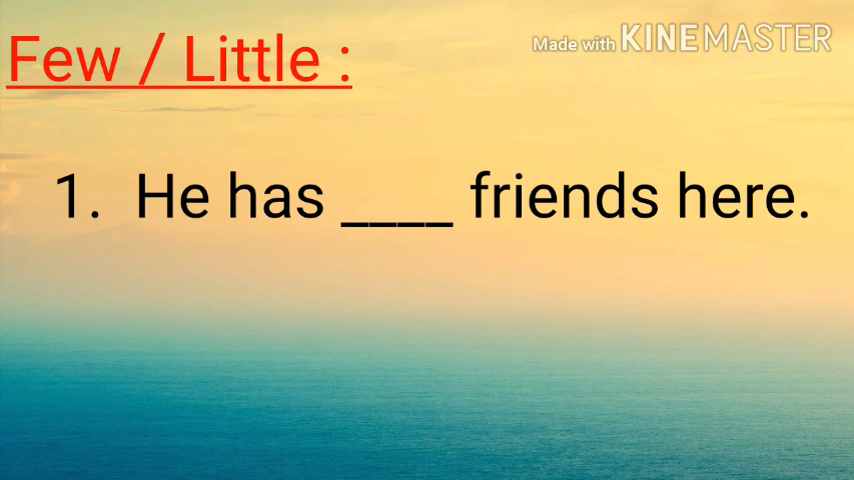 Few / Little :
Made with KINEMASTER
1. He has ____ friends here.